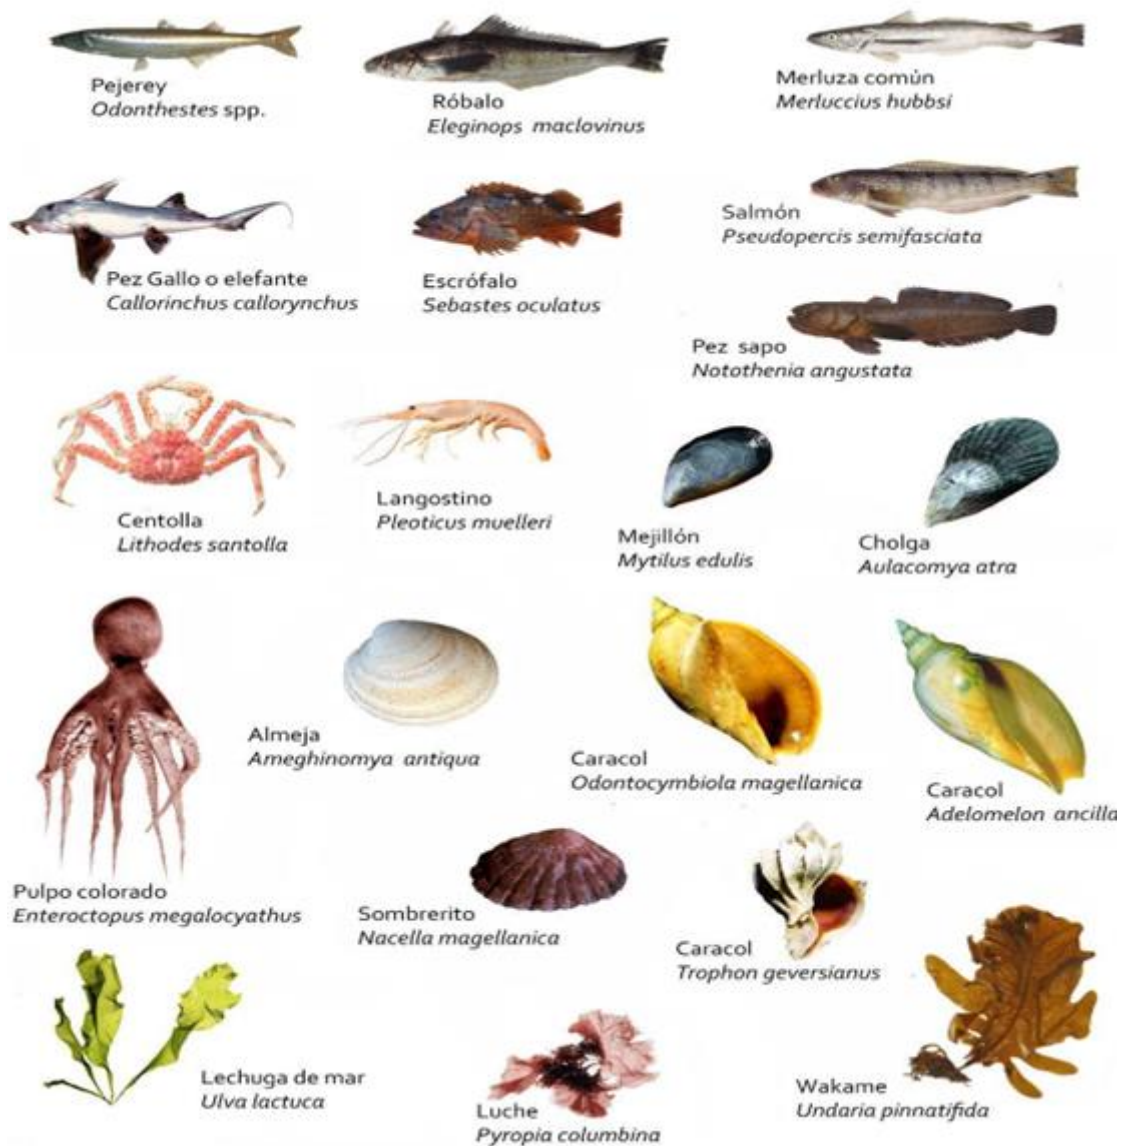 Pejerey
Odonthestes spp.
Róbalo
Eleginops maclovinus
Merluza común
Merluccius hubbsi
Pez Gallo o elefante
Callorinchus callorynchus
Escrófalo
Sebastes oculatus
Salmón
Pseudopercis semifasciata
Pez sapo
Notothenia angustata
Centolla
Lithodes santolla
Langostino
Pleoticus muelleri
Mejillón
Mytilus edulis
Cholga
Aulacomya atra
Pulpo colorado
Enteroctopus megalocyathus
Almeja
Ameghinomya antiqua
Caracol
Odontocymbiola magellanica
Caracol
Adelomelon ancilla
Sombrerito
Nacella magellanica
Caracol
Trophon geversianus
Lechuga de mar
Ulva lactuca
Luche
Pyropia columbina
Wakame
Undaria pinnatifida